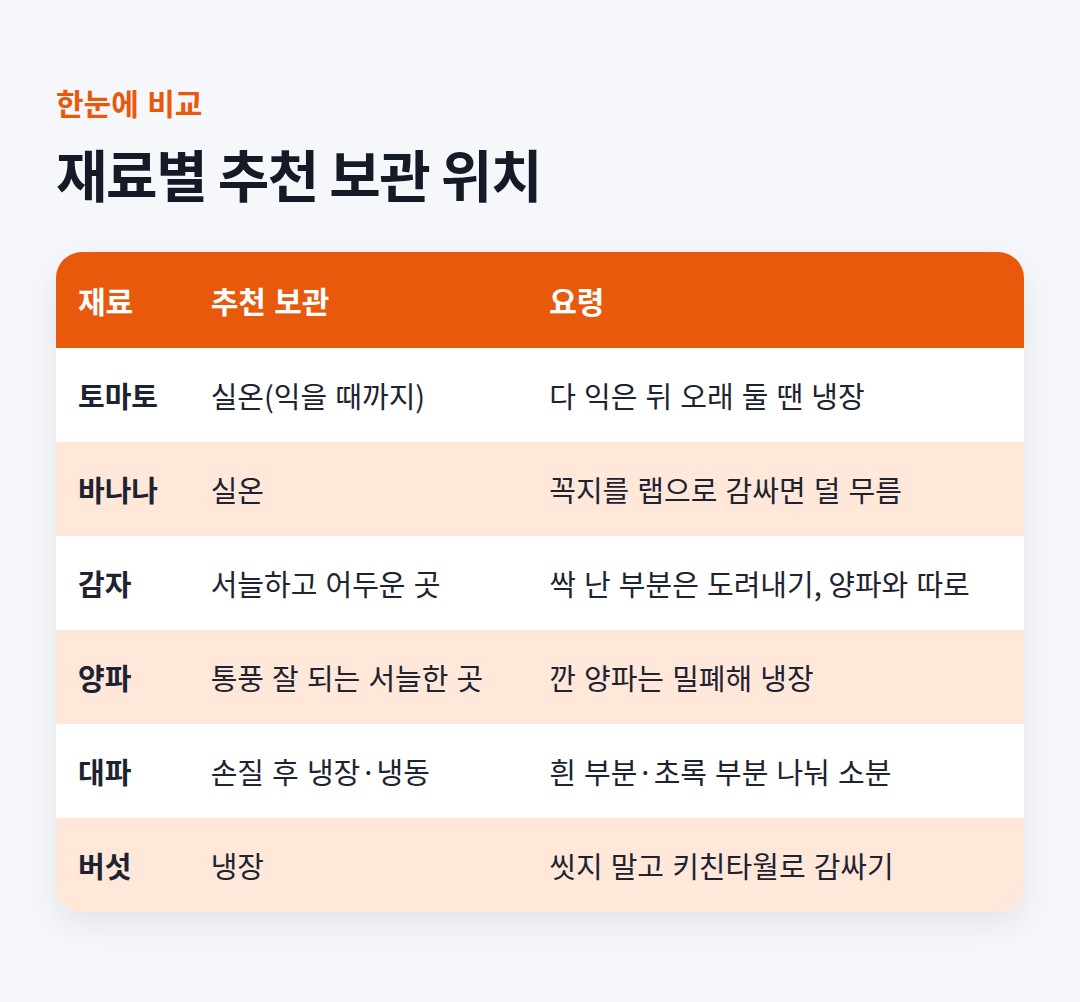 한눈에 비교
재료별 추천 보관 위치
재료 추천 보관 요령
토마토 실온(익을 때까지) 다 익은 뒤 오래 둘 땐 냉장
바나나 실온 꼭지를 랩으로 감싸면 덜 무름
감자 서늘하고 어두운 곳 싹 난 부분은 도려내기, 양파와 따로
양파 통풍 잘 되는 서늘한 곳 깐 양파는 밀폐해 냉장
대파 손질 후 냉장·냉동 흰 부분·초록 부분 나눠 소분
버섯 냉장 씻지 말고 키친타월로 감싸기